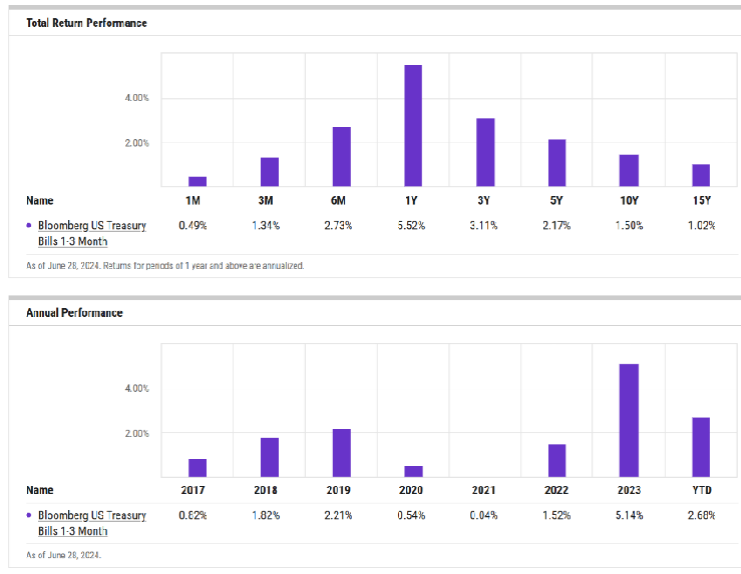 Total Return Performance
4.00%
2.00%
Name 1M 3M 6M 1Y 3Y 5Y 10Y 15Y
Bloomberg US Treasury 0.49% 1.34% 2.73% 5.52% 3.11% 2.17% 1.50% 1.02%
Bills 1-3 Month
As of June 28, 2024. Returns for periods of 1 year and above are annualized.
Annual Performance
4.00%
2.00%
Name 2017 2018 2019 2020 2021 2022 2023 YTD
Bloomberg US Treasury 0.82% 1.82% 2.21% 0.54% 0.04% 1.52% 5.14% 2.68%
Bills 1-3 Month
As of June 28, 2024.